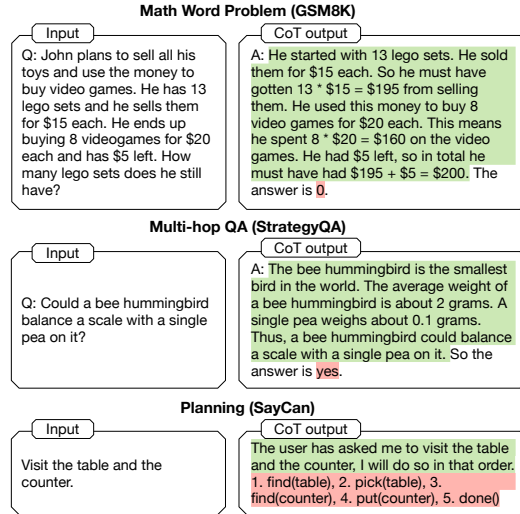 Math Word Problem (GSM8K)
Input
Q: John plans to sell all his
toys and use the money to
buy video games. He has 13
lego sets and he sells them
for $15 each. He ends up
buying 8 videogames for $20
each and has $5 left. How
many lego sets does he still
have?
CoT output
A: He started with 13 lego sets. He sold
them for $15 each. So he must have
gotten 13 * $15 = $195 from selling
them. He used this money to buy 8
video games for $20 each. This means
he spent 8 * $20 = $160 on the video
games. He had $5 left, so in total he
must have had $195 + $5 = $200. The
answer is 0.
Multi-hop QA (StrategyQA)
Input
Q: Could a bee hummingbird
balance a scale with a single
pea on it?
CoT output
A: The bee hummingbird is the smallest
bird in the world. The average weight of
a bee hummingbird is about 2 grams. A
single pea weighs about 0.1 grams.
Thus, a bee hummingbird could balance
a scale with a single pea on it. So the
answer is yes.
Planning (SayCan)
Input
Visit the table and the
counter.
CoT output
The user has asked me to visit the table
and the counter, I will do so in that order.
1. find(table), 2. pick(table), 3.
find(counter), 4. put(counter), 5. done()